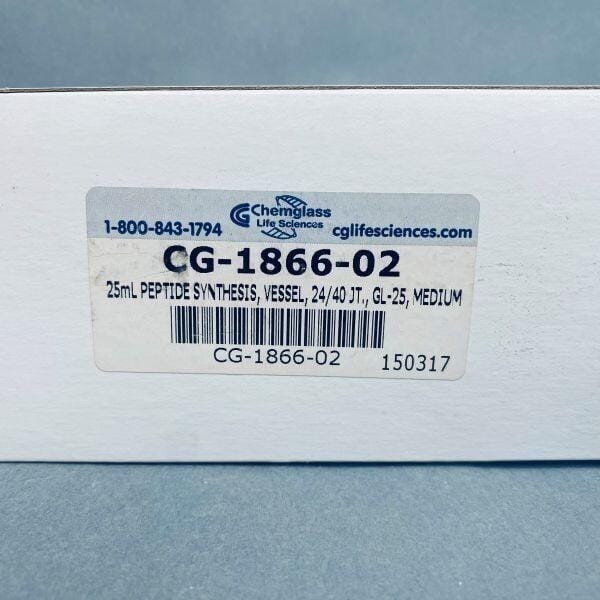 Chemglass
Life Sciences
1-800-843-1794
cglifesciences.com
CG-1866-02
25mL PEPTIDE SYNTHESIS, VESSEL, 24/40 JT., GL-25, MEDIUM
CG-1866-02
150317